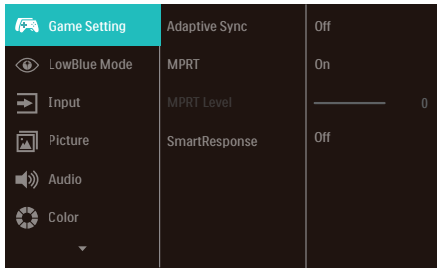 Game Setting Adaptive Sync Off
LowBlue Mode MPRT On
Input MPRT Level 0
Picture SmartResponse Off
Audio
Color